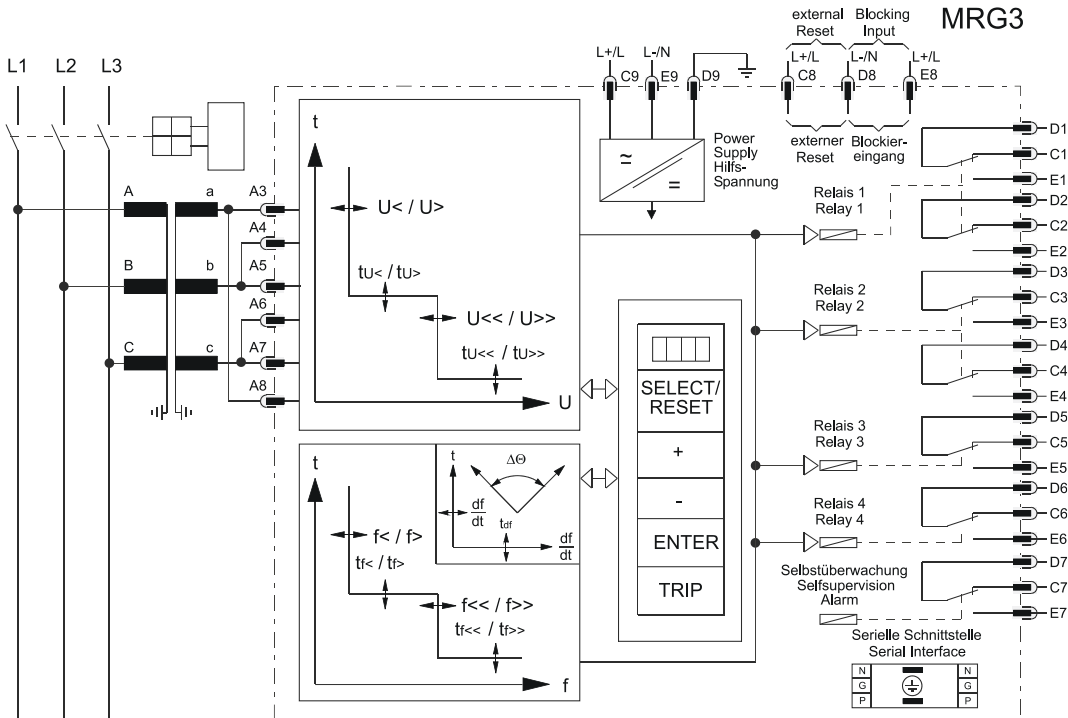 MRG3
external Reset
Blocking Input
L+/L
L-/N
L+/L
L-/N
L+/L
C9
E9
D9
C8
D8
E8
externer Reset
Blockier-
eingang
Power
Supply
Hilfs-
Spannung
≃
=
L1
L2
L3
A
a
B
b
C
c
A3
A4
A5
A6
A7
A8
t
U< / U>
tU< / tU>
U<< / U>>
tU<< / tU>>
U
t
f< / f>
tf< / tf>
f<< / f>>
tf<< / tf>>
f
t
ΔΘ
df
dt
tdf
df
dt
SELECT/
RESET
+
-
ENTER
TRIP
Relais 1
Relay 1
Relais 2
Relay 2
Relais 3
Relay 3
Relais 4
Relay 4
Selbstüberwachung
Selfsupervision
Alarm
D1
C1
E1
D2
C2
E2
D3
C3
E3
D4
C4
E4
D5
C5
E5
D6
C6
E6
D7
C7
E7
Serielle Schnittstelle
Serial Interface
N
N
G
G
P
P